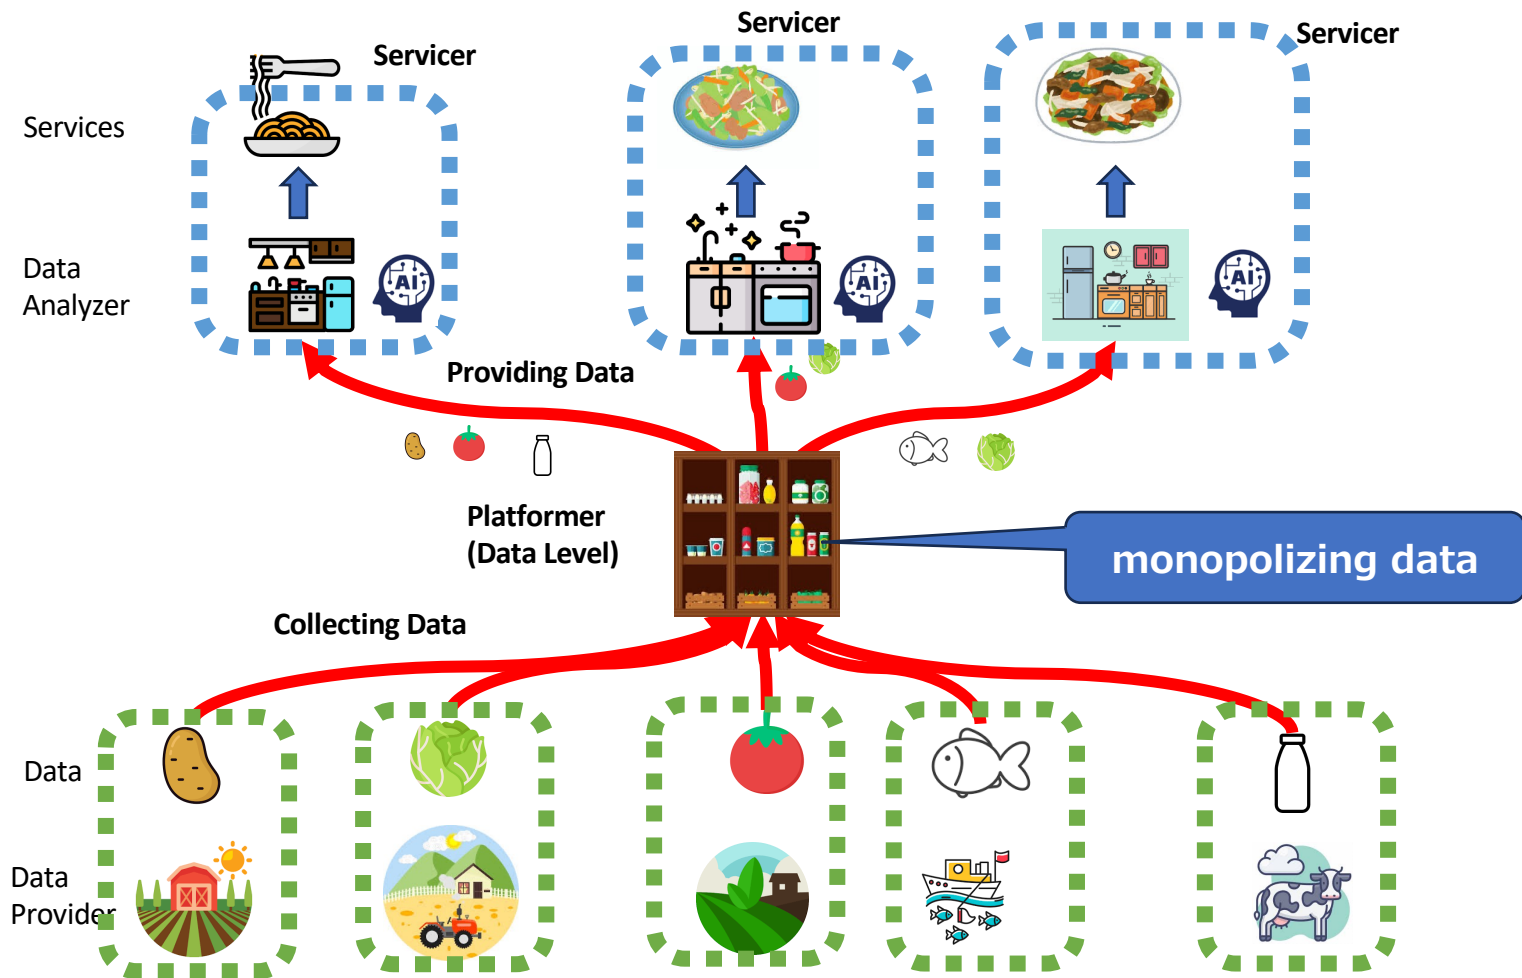 Servicer
Servicer
Servicer
Services
Data
Analyzer
AI
AI
AI
Providing Data
Platformer
(Data Level)
monopolizing data
Collecting Data
Data
Data
Provider